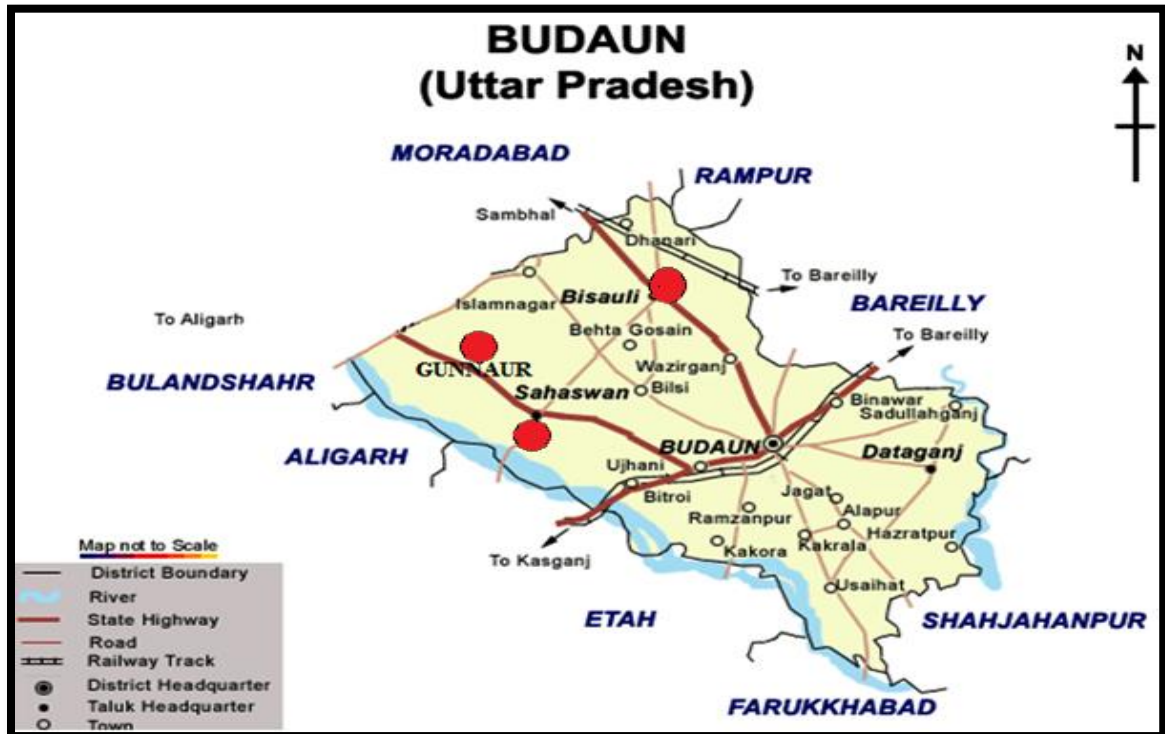 BUDAUN
(Uttar Pradesh)
N
MORADABAD
RAMPUR
Sambhal
Dhanari
To Bareilly
Bisauli
Islamnagar
BAREILLY
To Aligarh
Behta Gosain
To Bareilly
Wazirganj
GUNNAUR
BULANDSHAHR
Sahaswan
Bilsi
Binawar
Sadullahganj
BUDAUN
Dataganj
ALIGARH
Ujhani
Bitroi
Jagat
Alapur
Ramzanpur
Hazratpur
Kakora
Kakrala
To Kasganj
Usaihat
ETAH
SHAHJAHANPUR
FARUKKHABAD
Map not to Scale
District Boundary
River
State Highway
Road
Railway Track
District Headquarter
Taluk Headquarter
Town